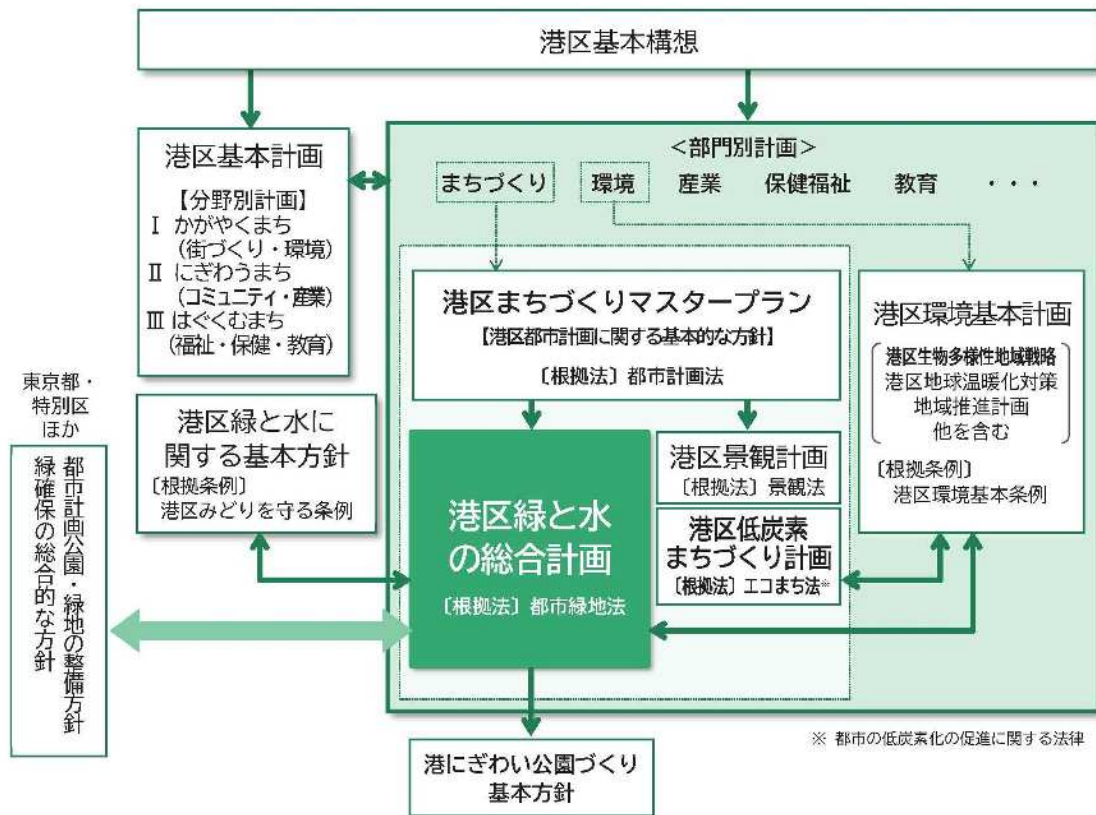 港区基本構想
港区基本計画
【分野別計画】
Ⅰ かがやくまち
(街づくり・環境)
Ⅱ にぎわうまち
(コミュニティ・産業)
Ⅲ はぐくむまち
(福祉・保健・教育)
＜部門別計画＞
まちづくり 環境 産業 保健福祉 教育 ・・・
港区まちづくりマスタープラン
【港区都市計画に関する基本的な方針】
〔根拠法〕都市計画法
港区環境基本計画
港区生物多様性地域戦略
港区地球温暖化対策
地域推進計画
他を含む
〔根拠条例〕
港区環境基本条例
東京都・
特別区
ほか
都市計画公園・緑地の整備方針
緑確保の総合的な方針
港区緑と水に
関する基本方針
〔根拠条例〕
港区みどりを守る条例
港区緑と水
の総合計画
〔根拠法〕都市緑地法
港区景観計画
〔根拠法〕景観法
港区低炭素
まちづくり計画
〔根拠法〕エコまち法※
港にぎわい公園づくり
基本方針
※ 都市の低炭素化の促進に関する法律